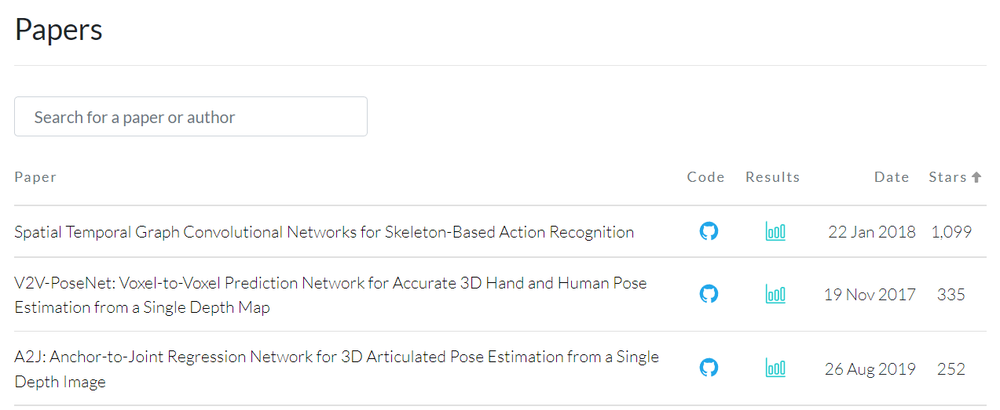 Papers
Search for a paper or author
Paper Code Results Date Stars
Spatial Temporal Graph Convolutional Networks for Skeleton-Based Action Recognition 22 Jan 2018 1,099
V2V-PoseNet: Voxel-to-Voxel Prediction Network for Accurate 3D Hand and Human Pose
Estimation from a Single Depth Map 19 Nov 2017 335
A2J: Anchor-to-Joint Regression Network for 3D Articulated Pose Estimation from a Single
Depth Image 26 Aug 2019 252